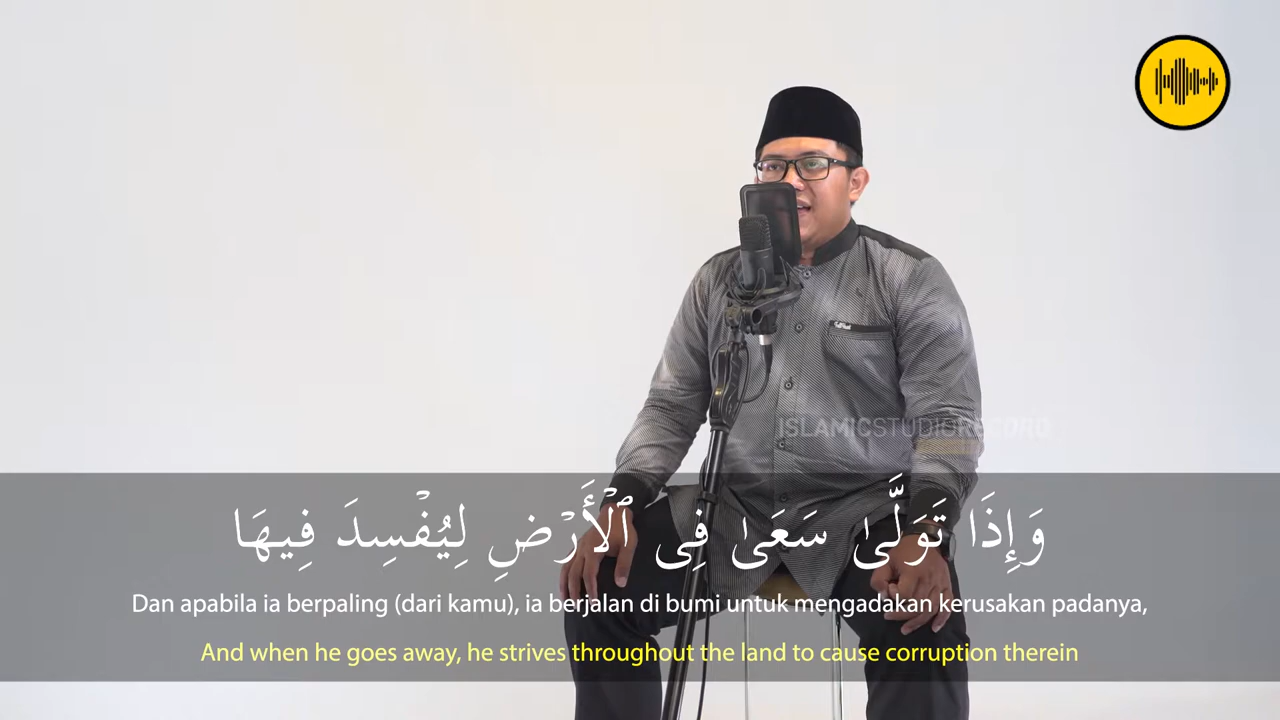 ISLAMICSTUDIORECORD
وَإِذَا تَوَلَّىٰ سَعَىٰ فِى ٱلْأَرْضِ لِيُفْسِدَ فِيهَا
Dan apabila ia berpaling (dari kamu), ia berjalan di bumi untuk mengadakan kerusakan padanya,
And when he goes away, he strives throughout the land to cause corruption therein